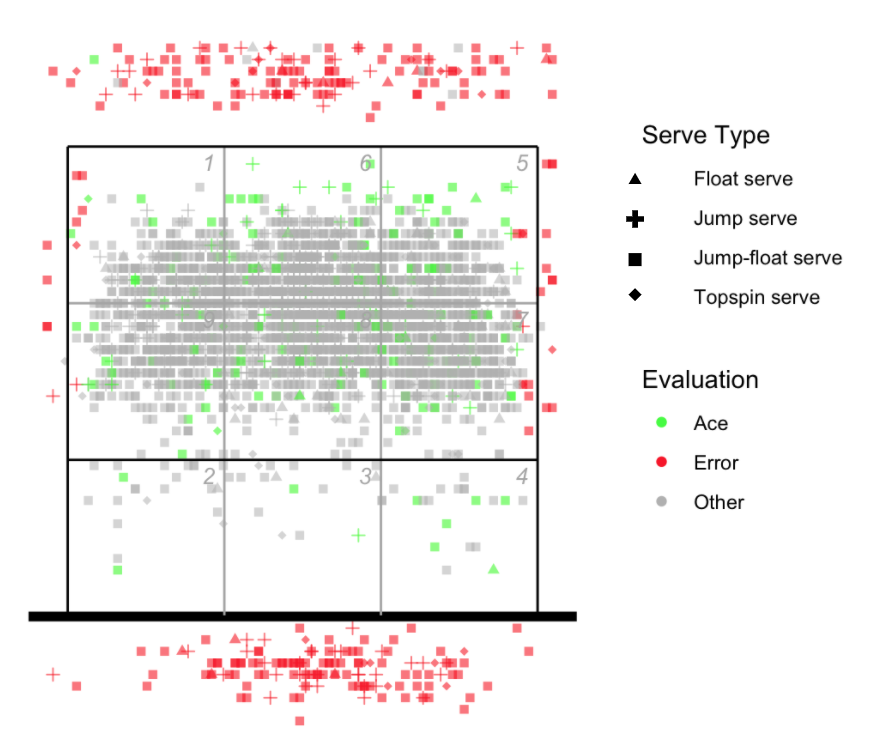 1 6 5
Serve Type
Float serve
Jump serve
Jump-float serve
Topspin serve
9 8 7
Evaluation
Ace
Error
Other
2 3 4